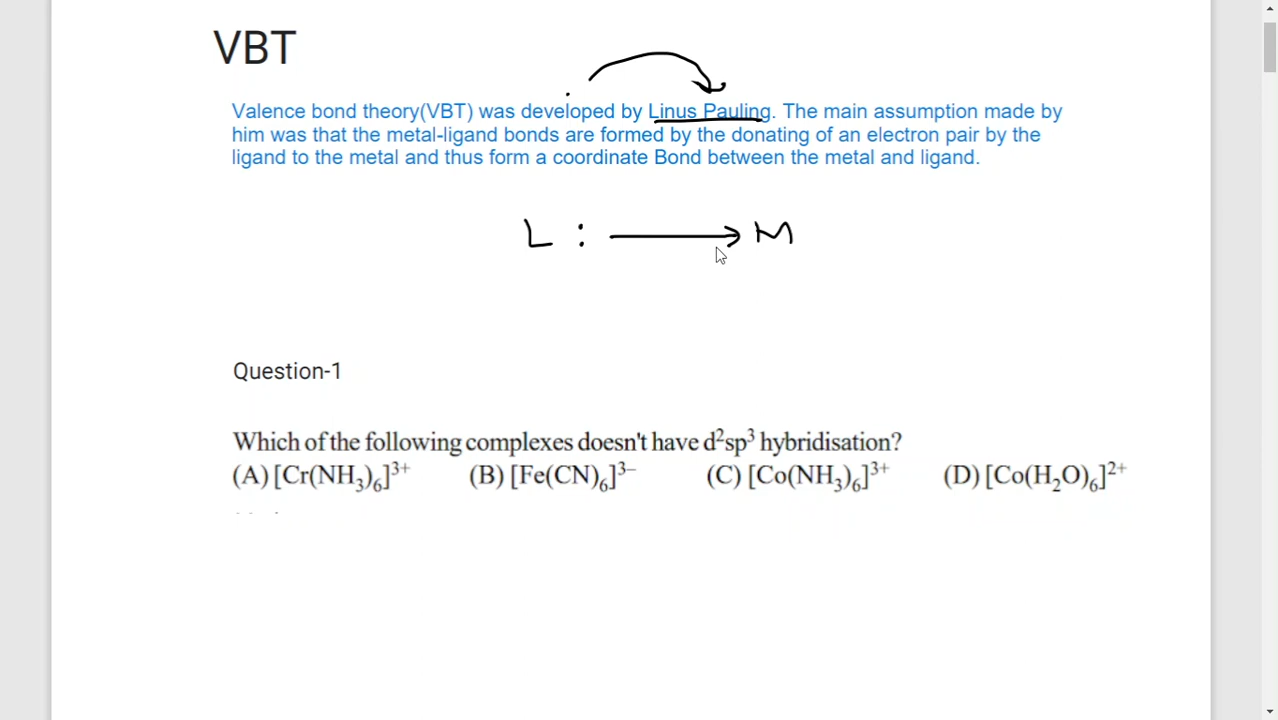 VBT
Valence bond theory(VBT) was developed by Linus Pauling. The main assumption made by
him was that the metal-ligand bonds are formed by the donating of an electron pair by the
ligand to the metal and thus form a coordinate Bond between the metal and ligand.
L : → M
Question-1
Which of the following complexes doesn't have d²sp³ hybridisation?
(A) [Cr(NH₃)₆]³⁺ (B) [Fe(CN)₆]³⁻ (C) [Co(NH₃)₆]³⁺ (D) [Co(H₂O)₆]²⁺